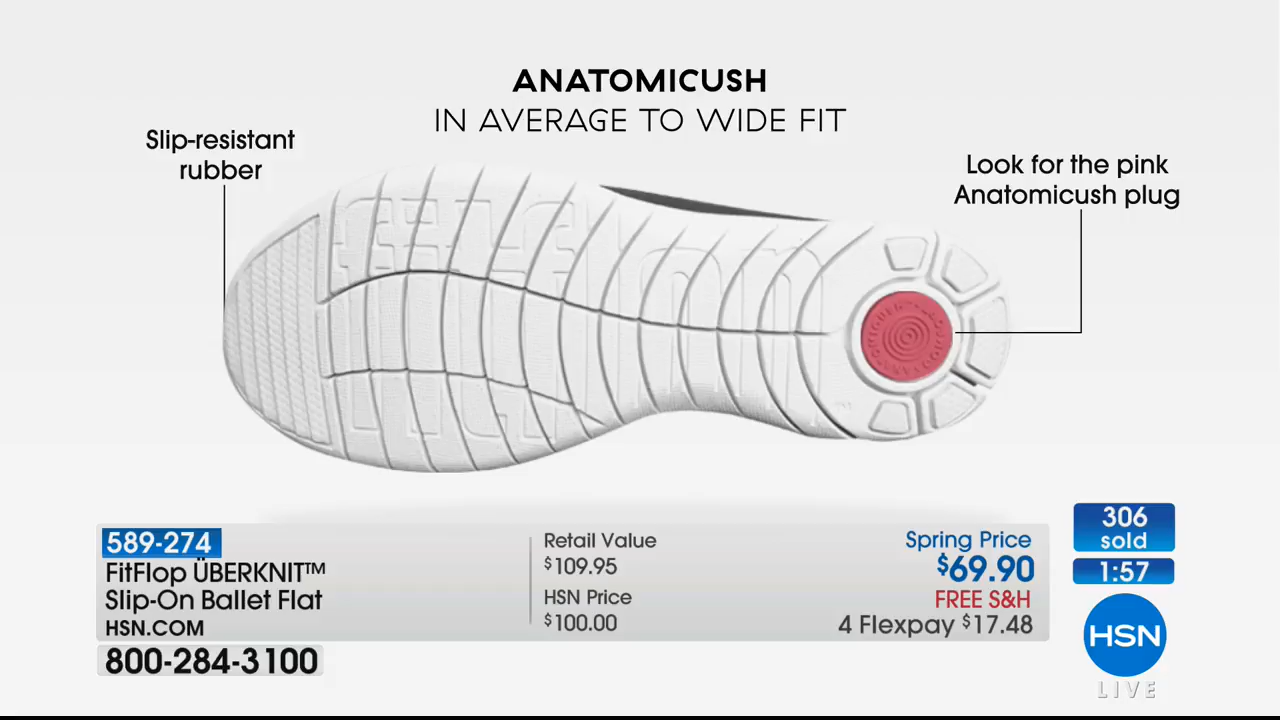 ANATOMICUSH
IN AVERAGE TO WIDE FIT
Slip-resistant
rubber
Look for the pink
Anatomicush plug
589-274
FitFlop ÜBERKNIT™
Slip-On Ballet Flat
HSN.COM
800-284-3100
Retail Value
$109.95
HSN Price
$100.00
Spring Price
$69.90
FREE S&H
4 Flexpay $17.48
306
sold
1:57
HSN
LIVE